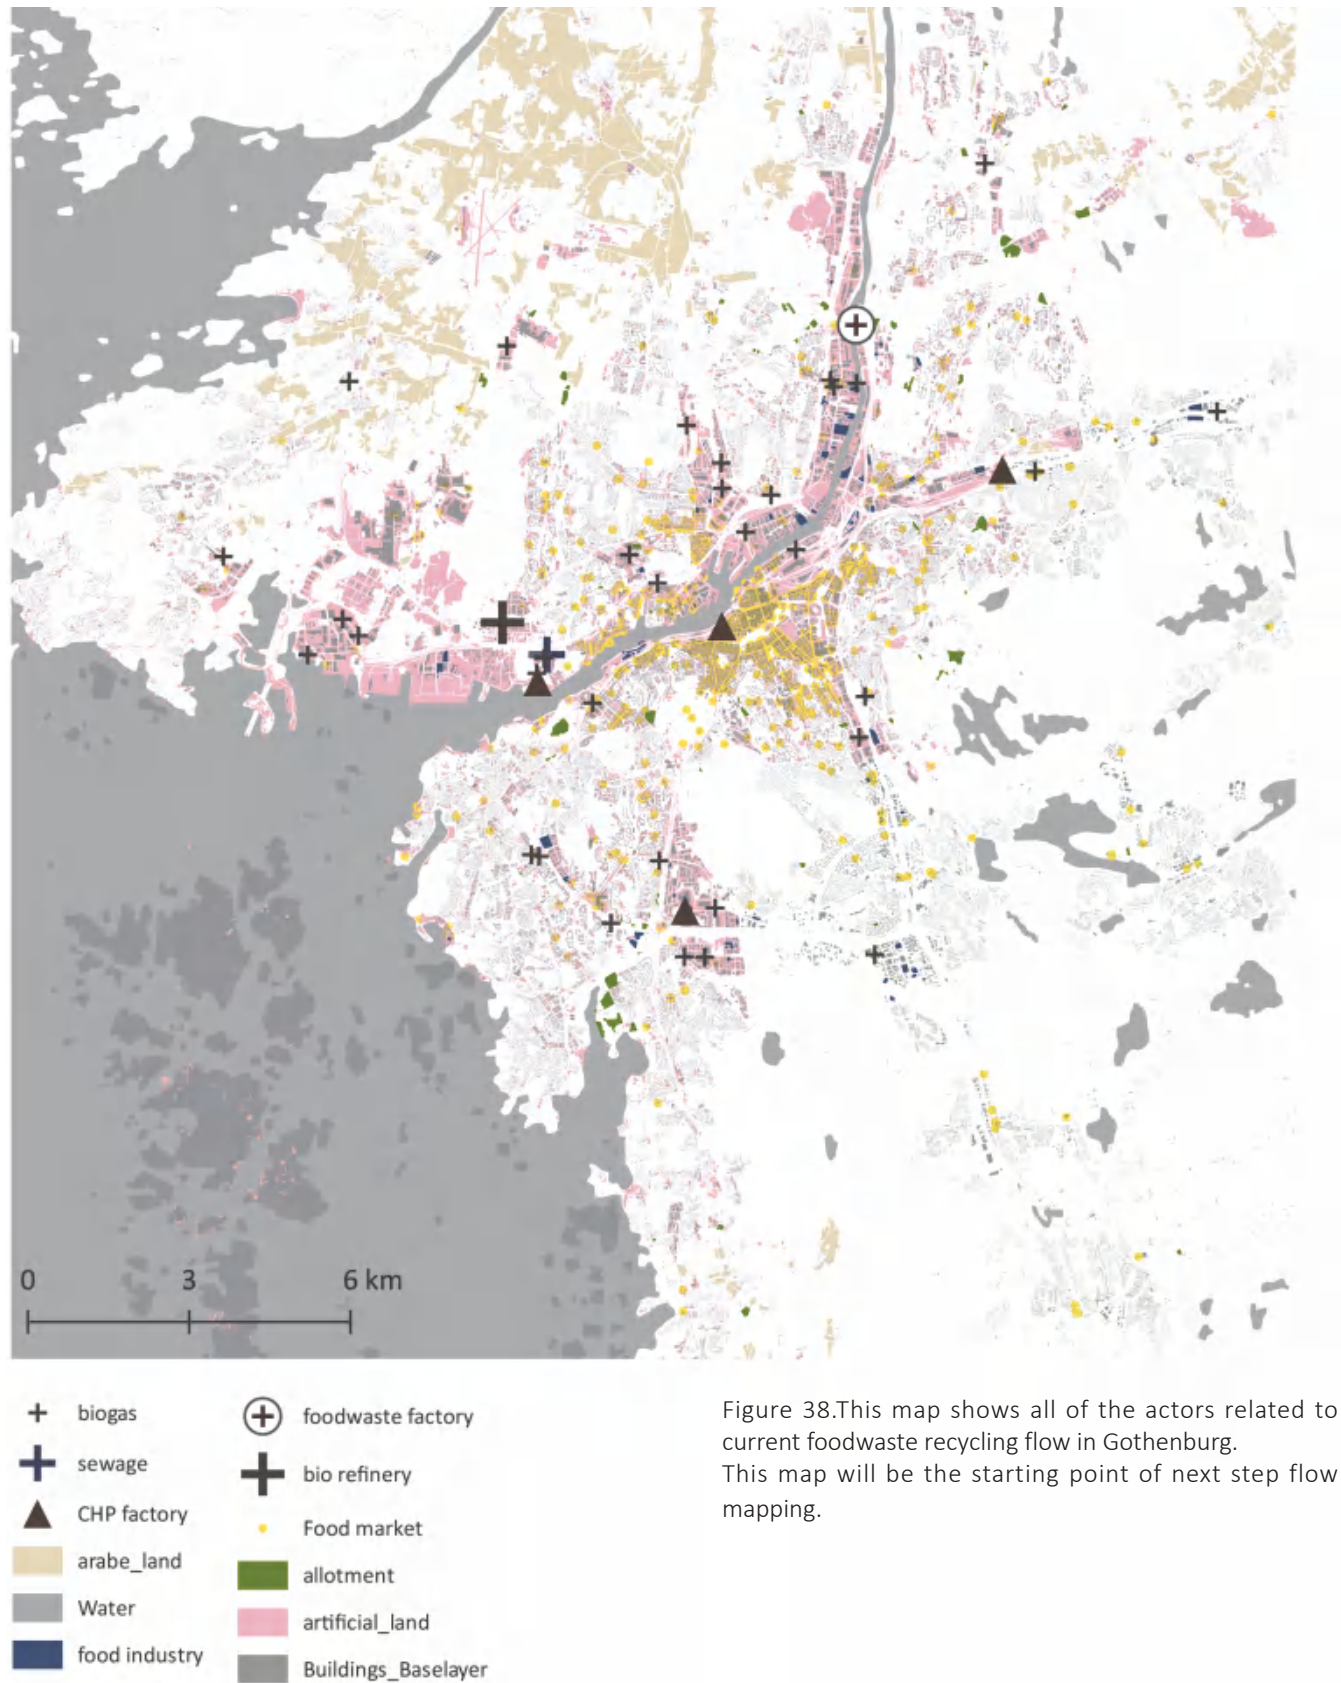 0 3 6 km
biogas
sewage
CHP factory
arabe_land
Water
food industry
foodwaste factory
bio refinery
Food market
allotment
artificial_land
Buildings_Baselayer
Figure 38.This map shows all of the actors related to
current foodwaste recycling flow in Gothenburg.
This map will be the starting point of next step flow
mapping.